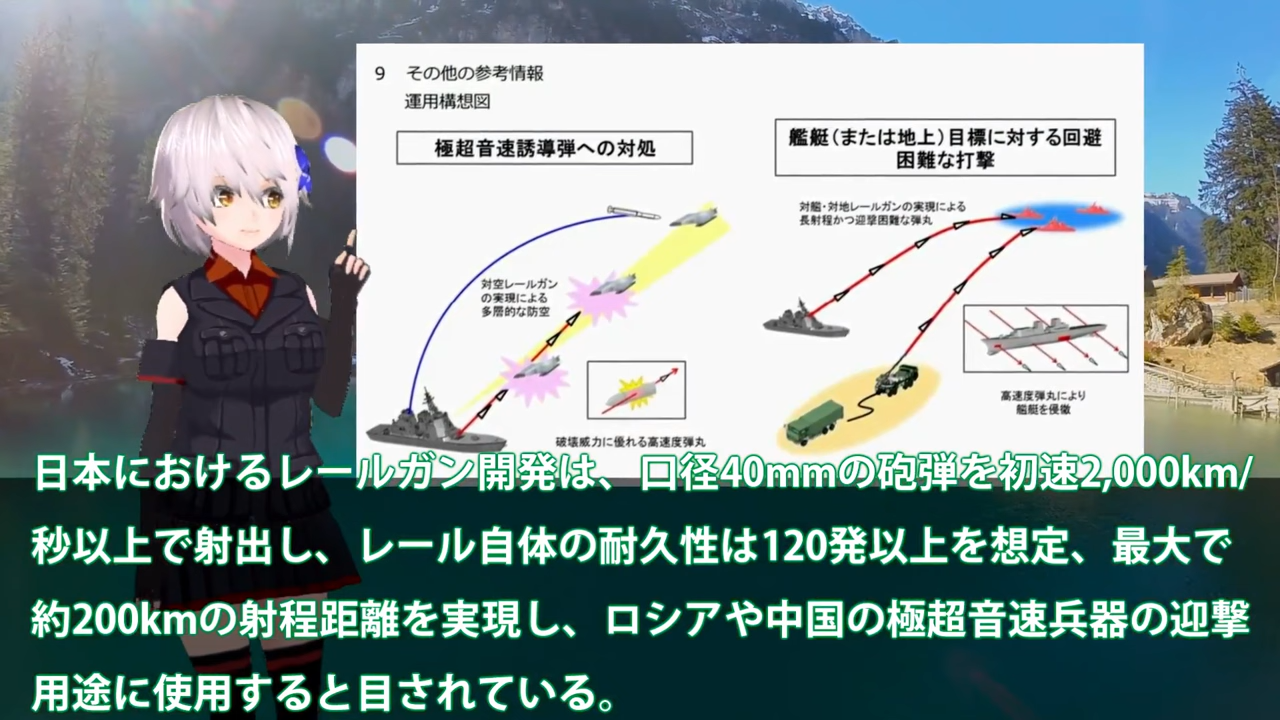 9 その他の参考情報
運用構想図
極超音速誘導弾への対処
対空レールガン
の実現による
多層的な防空
破壊威力に優れる高速度弾丸
艦艇（または地上）目標に対する回避
困難な打撃
対艦・対地レールガンの実現による
長射程かつ迎撃困難な弾丸
高速度弾丸により
艦艇を侵徹
日本におけるレールガン開発は、口径40mmの砲弾を初速2,000km/
秒以上で射出し、レール自体の耐久性は120発以上を想定、最大で
約200kmの射程距離を実現し、ロシアや中国の極超音速兵器の迎撃
用途に使用すると目されている。